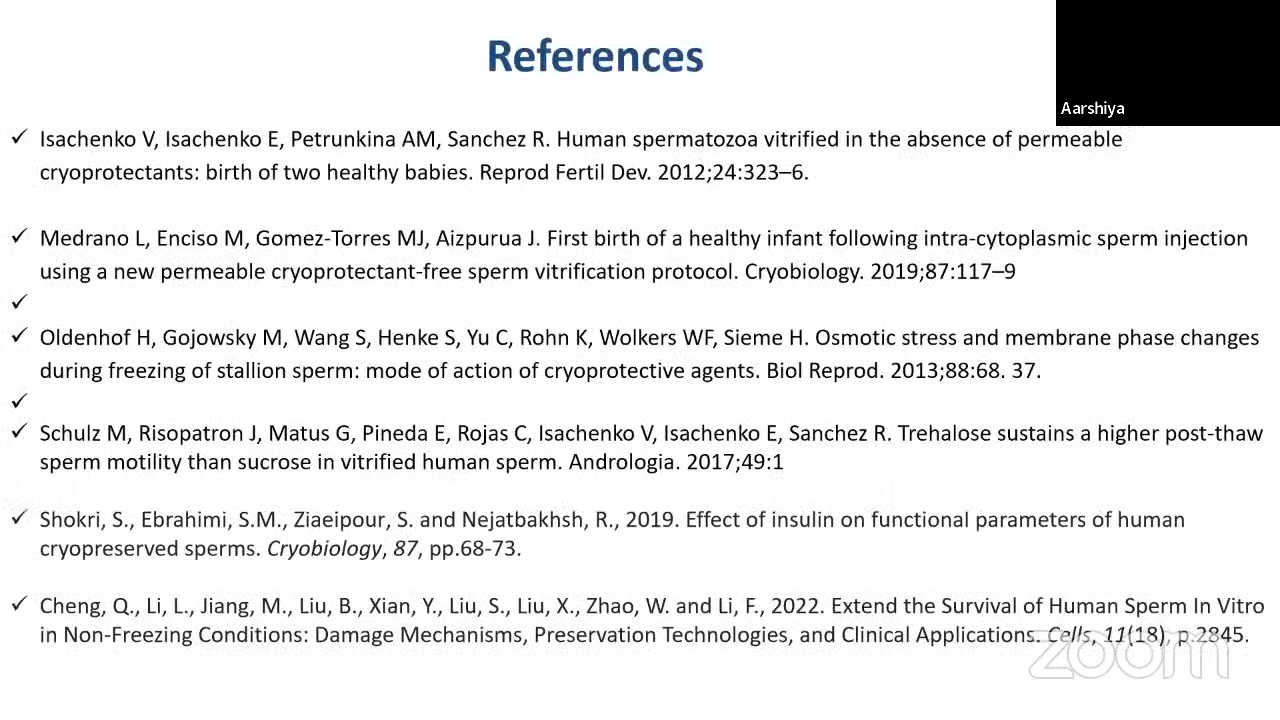 References
Aarshiya
✓ Isachenko V, Isachenko E, Petrunkina AM, Sanchez R. Human spermatozoa vitrified in the absence of permeable
cryoprotectants: birth of two healthy babies. Reprod Fertil Dev. 2012;24:323–6.
✓ Medrano L, Enciso M, Gomez-Torres MJ, Aizpurua J. First birth of a healthy infant following intra-cytoplasmic sperm injection
using a new permeable cryoprotectant-free sperm vitrification protocol. Cryobiology. 2019;87:117–9
✓
✓ Oldenhof H, Gojowsky M, Wang S, Henke S, Yu C, Rohn K, Wolkers WF, Sieme H. Osmotic stress and membrane phase changes
during freezing of stallion sperm: mode of action of cryoprotective agents. Biol Reprod. 2013;88:68. 37.
✓
✓ Schulz M, Risopatron J, Matus G, Pineda E, Rojas C, Isachenko V, Isachenko E, Sanchez R. Trehalose sustains a higher post-thaw
sperm motility than sucrose in vitrified human sperm. Andrologia. 2017;49:1
✓ Shokri, S., Ebrahimi, S.M., Ziaeipour, S. and Nejatbakhsh, R., 2019. Effect of insulin on functional parameters of human
cryopreserved sperms. Cryobiology, 87, pp.68-73.
✓ Cheng, Q., Li, L., Jiang, M., Liu, B., Xian, Y., Liu, S., Liu, X., Zhao, W. and Li, F., 2022. Extend the Survival of Human Sperm In Vitro
in Non-Freezing Conditions: Damage Mechanisms, Preservation Technologies, and Clinical Applications. Cells, 11(18), p.2845.
zoom